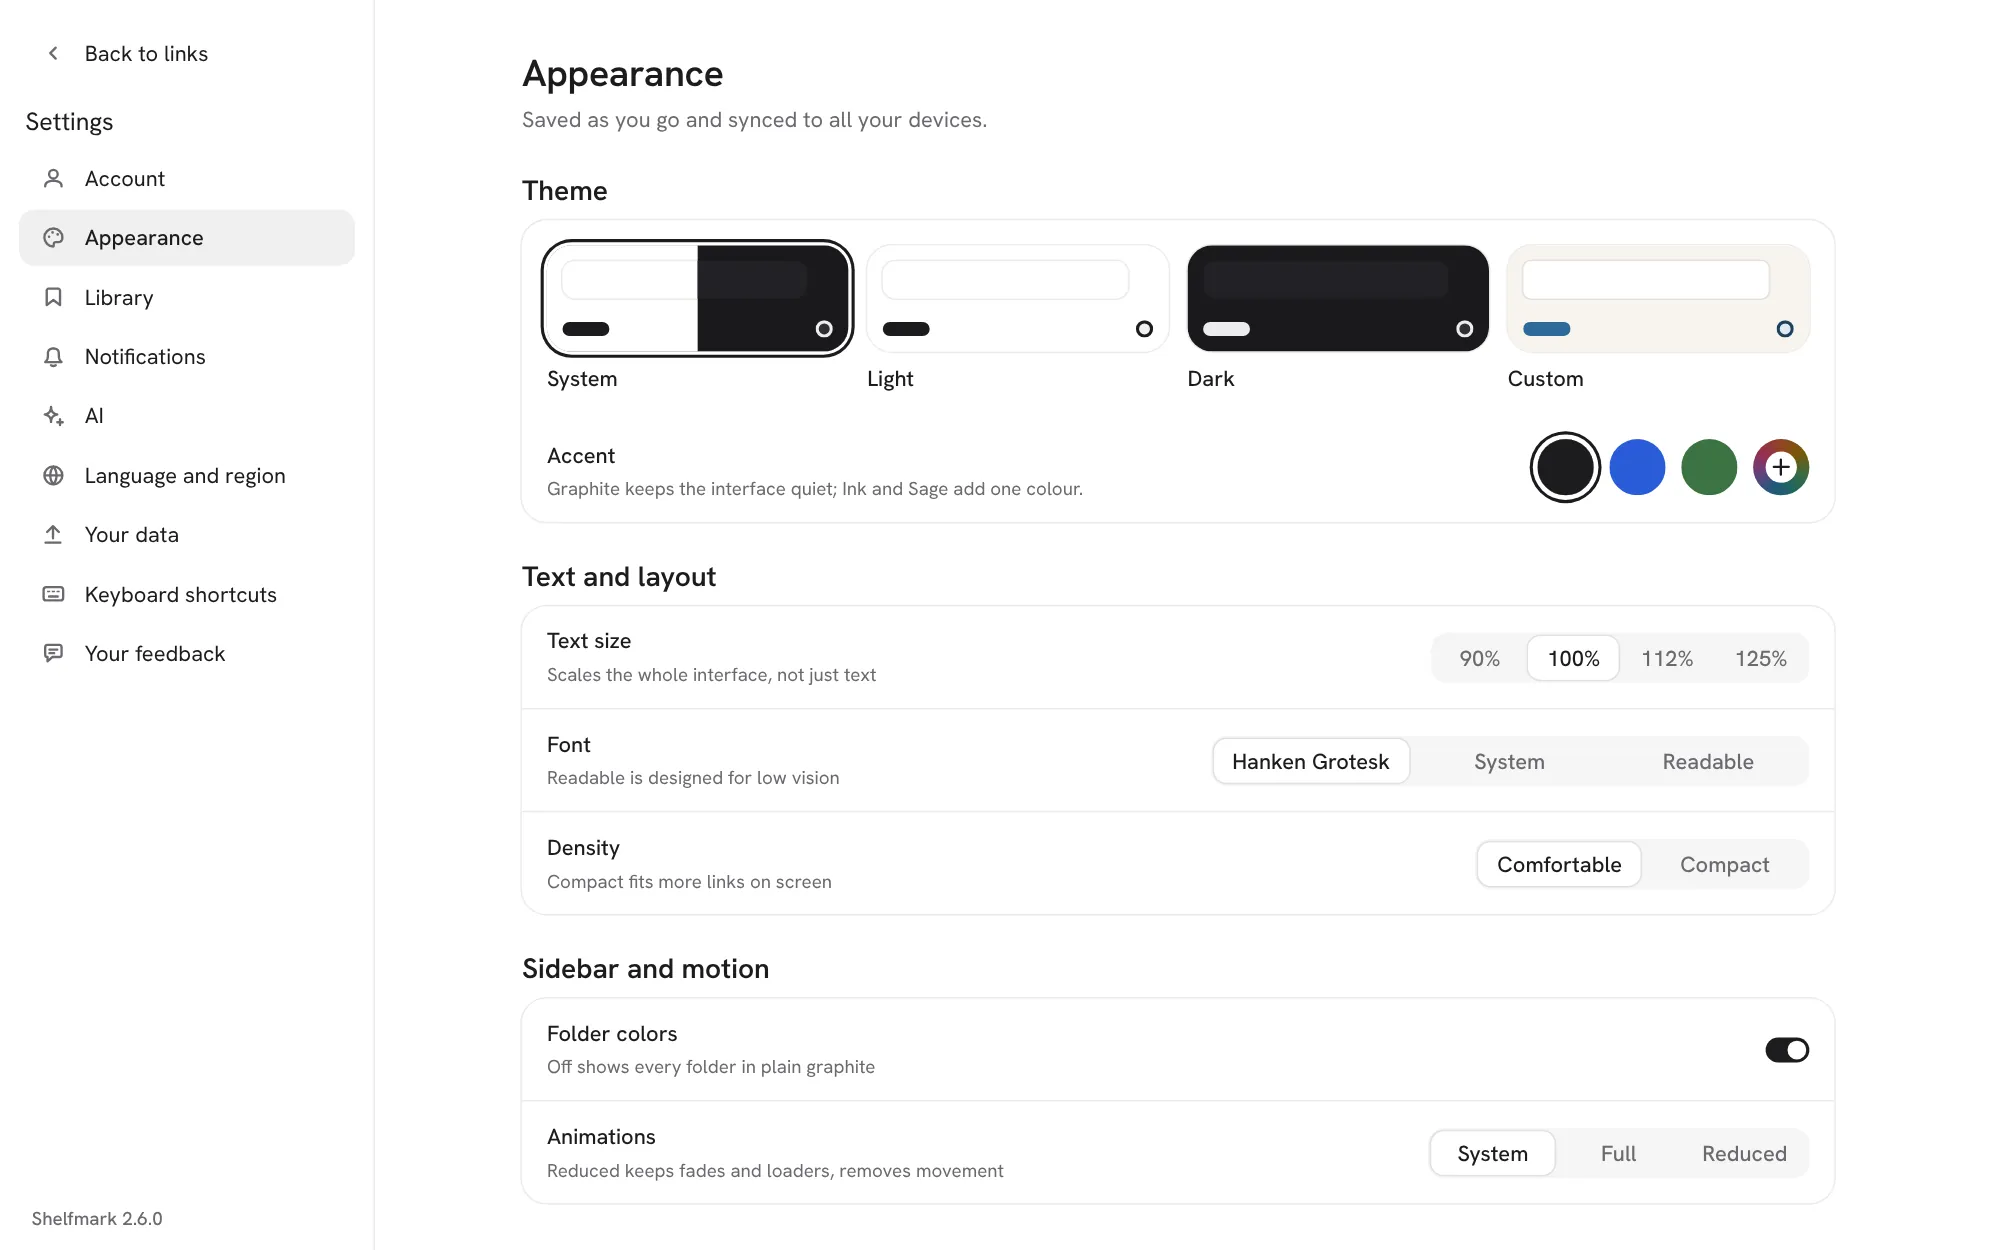 Back to links
Settings
Account
Appearance
Library
Notifications
AI
Language and region
Your data
Keyboard shortcuts
Your feedback
Shelfmark 2.6.0
Appearance
Saved as you go and synced to all your devices.
Theme
System
Light
Dark
Custom
Accent
Graphite keeps the interface quiet; Ink and Sage add one colour.
Text and layout
Text size
Scales the whole interface, not just text
90%
100%
112%
125%
Font
Readable is designed for low vision
Hanken Grotesk
System
Readable
Density
Compact fits more links on screen
Comfortable
Compact
Sidebar and motion
Folder colors
Off shows every folder in plain graphite
Animations
Reduced keeps fades and loaders, removes movement
System
Full
Reduced